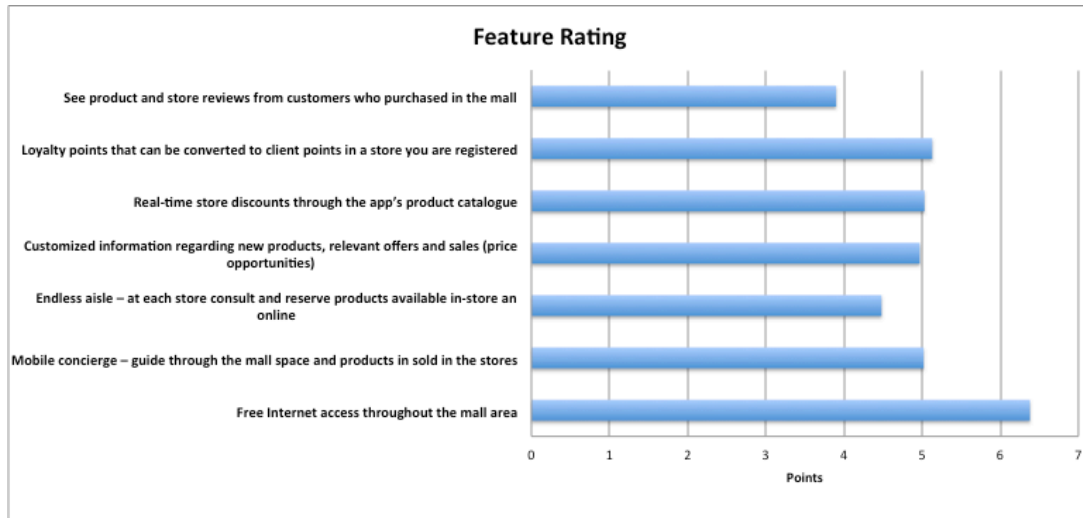 Feature Rating
See product and store reviews from customers who purchased in the mall
Loyalty points that can be converted to client points in a store you are registered
Real-time store discounts through the app's product catalogue
Customized information regarding new products, relevant offers and sales (price
opportunities)
Endless aisle – at each store consult and reserve products available in-store an
online
Mobile concierge – guide through the mall space and products in sold in the stores
Free Internet access throughout the mall area
0 1 2 3 4 5 6 7
Points